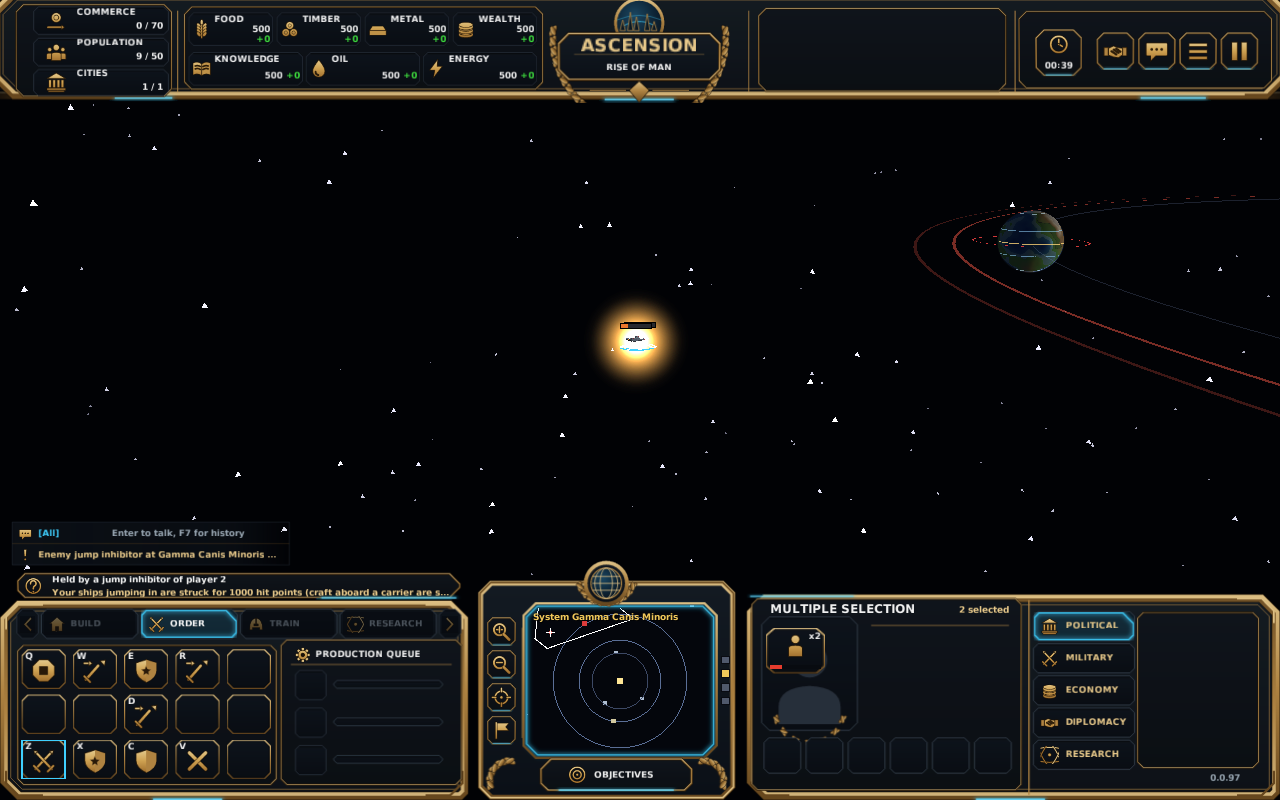 COMMERCE
0 / 70
POPULATION
9 / 50
CITIES
1 / 1
FOOD
500
+0
TIMBER
500
+0
METAL
500
+0
WEALTH
500
+0
KNOWLEDGE
500 +0
OIL
500 +0
ENERGY
500 +0
ASCENSION
RISE OF MAN
00:39
[All] Enter to talk, F7 for history
! Enemy jump inhibitor at Gamma Canis Minoris ...
Held by a jump inhibitor of player 2
Your ships jumping in are struck for 1000 hit points (craft aboard a carrier are s...
BUILD
ORDER
TRAIN
RESEARCH
Q
W
E
R
D
Z
X
C
V
PRODUCTION QUEUE
System Gamma Canis Minoris
OBJECTIVES
MULTIPLE SELECTION
2 selected
x2
POLITICAL
MILITARY
ECONOMY
DIPLOMACY
RESEARCH
0.0.97